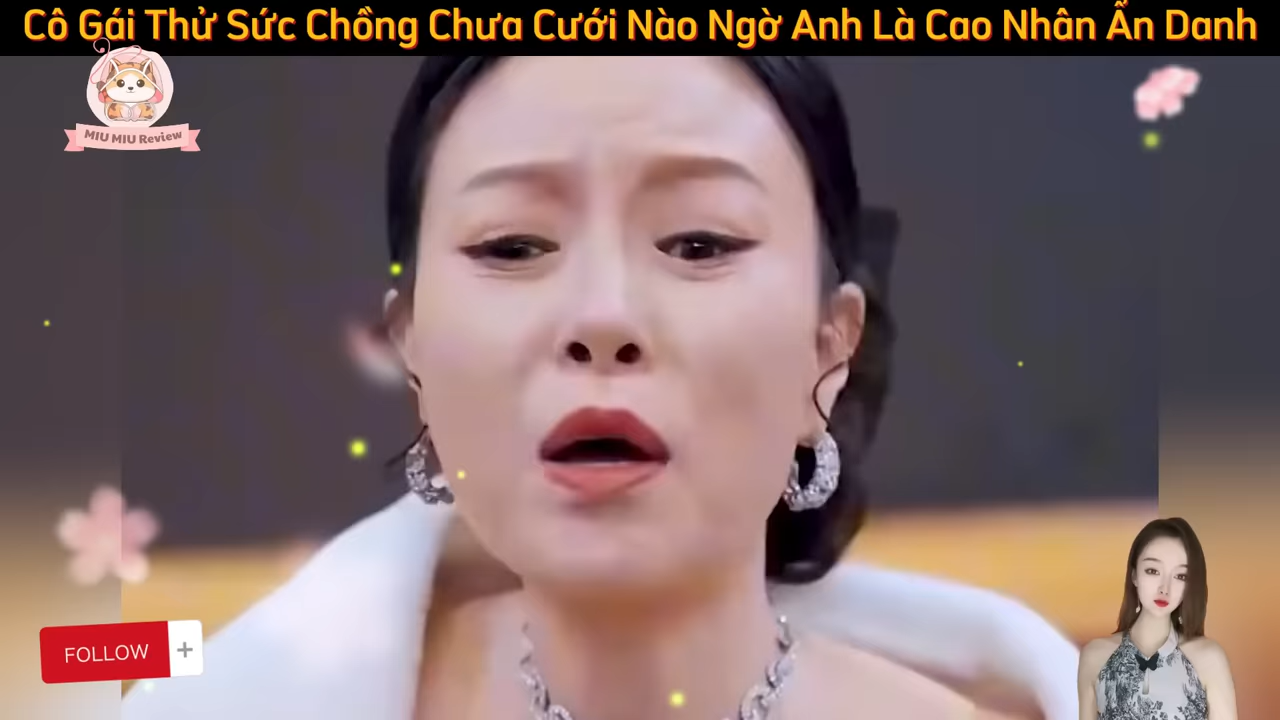 Cô Gái Thử Sức Chồng Chưa Cưới Nào Ngờ Anh Là Cao Nhân Ẩn Danh
MIU MIU Review
FOLLOW +